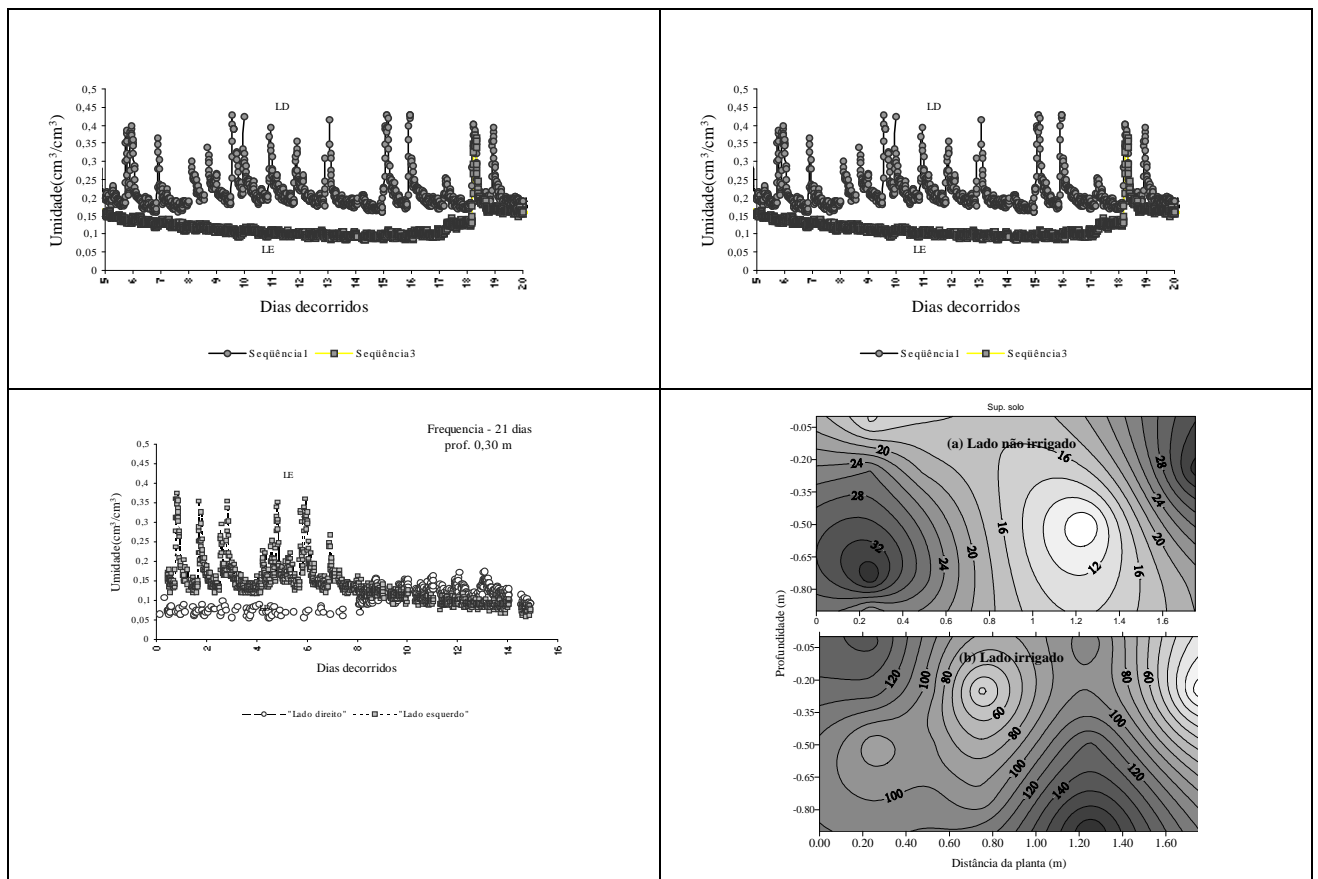 0,5
0,45
0,4
0,35
0,3
0,25
0,2
0,15
0,1
0,05
0
Umidade(cm³/cm³)
LD
LE
5 6 7 8 9 10 11 12 13 14 15 16 17 18 19 20
Dias decorridos
Seqüência1 Seqüência3
0,5
0,45
0,4
0,35
0,3
0,25
0,2
0,15
0,1
0,05
0
Umidade(cm³/cm³)
LD
LE
5 6 7 8 9 10 11 12 13 14 15 16 17 18 19 20
Dias decorridos
Seqüência1 Seqüência3
Frequencia - 21 dias
prof. 0,30 m
0,5
0,45
0,4
0,35
0,3
0,25
0,2
0,15
0,1
0,05
0
Umidade(cm³/cm³)
LE
0 2 4 6 8 10 12 14 16
Dias decorridos
"Lado direito" "Lado esquerdo"
Sup. solo
(a) Lado não irrigado
-0.05
-0.20
-0.35
-0.50
-0.65
-0.80
20
24
28
32
24
20
16
16
12
16
20
24
28
0 0.2 0.4 0.6 0.8 1 1.2 1.4 1.6
Profundidade (m)
(b) Lado irrigado
-0.05
-0.20
-0.35
-0.50
-0.65
-0.80
120
100
80
60
80
100
120
140
100
120
100
80
60
0.00 0.20 0.40 0.60 0.80 1.00 1.20 1.40 1.60
Distância da planta (m)